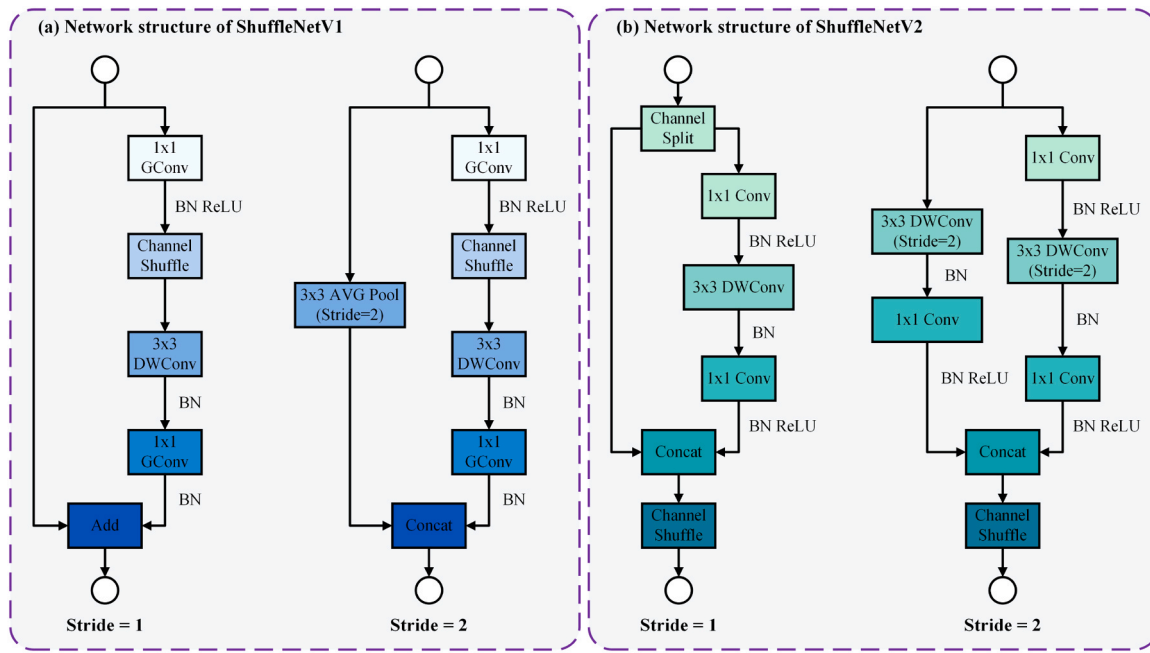 (a) Network structure of ShuffleNetV1
1x1
GConv
BN ReLU
Channel
Shuffle
3x3
DWConv
BN
1x1
GConv
BN
Add
Stride = 1
1x1
GConv
BN ReLU
Channel
Shuffle
3x3 AVG Pool
(Stride=2)
3x3
DWConv
BN
1x1
GConv
BN
Concat
Stride = 2
(b) Network structure of ShuffleNetV2
Channel
Split
1x1 Conv
BN ReLU
3x3 DWConv
BN
1x1 Conv
BN ReLU
Concat
Channel
Shuffle
Stride = 1
1x1 Conv
BN ReLU
3x3 DWConv
(Stride=2)
BN
1x1 Conv
BN ReLU
3x3 DWConv
(Stride=2)
BN
1x1 Conv
BN ReLU
Concat
Channel
Shuffle
Stride = 2